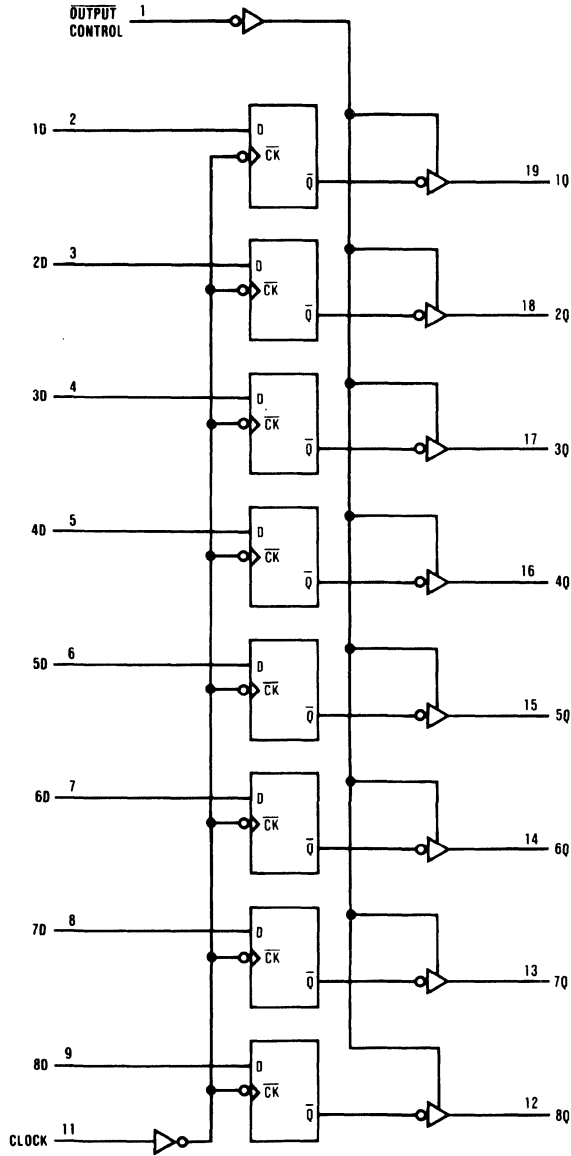 OUTPUT CONTROL 1
1D 2 D CK Q 19 1Q
2D 3 D CK Q 18 2Q
3D 4 D CK Q 17 3Q
4D 5 D CK Q 16 4Q
5D 6 D CK Q 15 5Q
6D 7 D CK Q 14 6Q
7D 8 D CK Q 13 7Q
8D 9 D CK Q 12 8Q
CLOCK 11